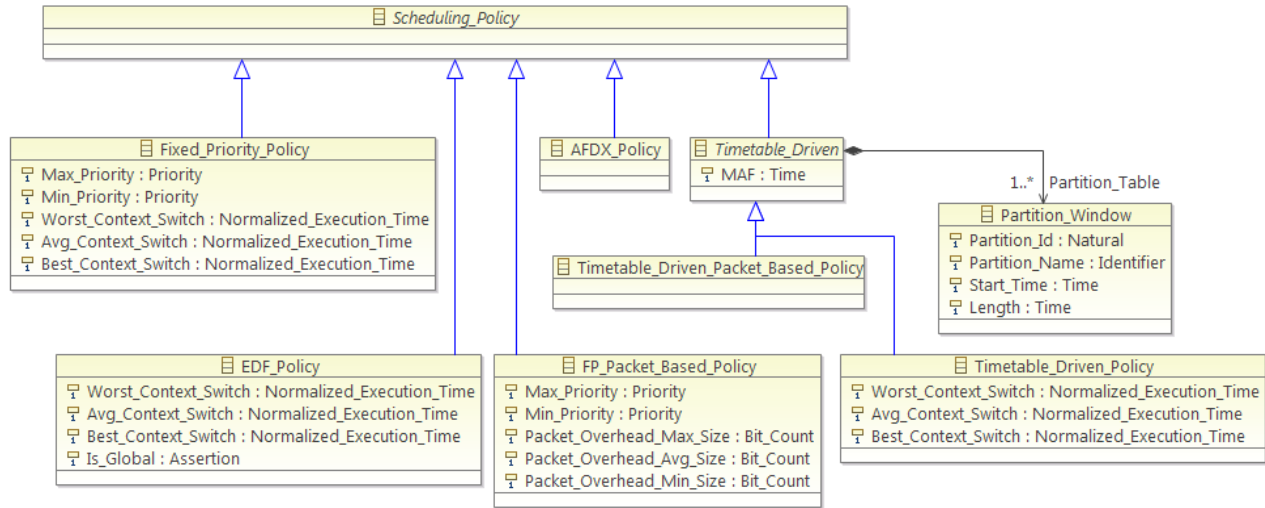 Scheduling_Policy
Fixed_Priority_Policy
Max_Priority : Priority
Min_Priority : Priority
Worst_Context_Switch : Normalized_Execution_Time
Avg_Context_Switch : Normalized_Execution_Time
Best_Context_Switch : Normalized_Execution_Time
AFDX_Policy
Timetable_Driven
MAF : Time
1..* Partition_Table
Partition_Window
Partition_Id : Natural
Partition_Name : Identifier
Start_Time : Time
Length : Time
Timetable_Driven_Packet_Based_Policy
EDF_Policy
Worst_Context_Switch : Normalized_Execution_Time
Avg_Context_Switch : Normalized_Execution_Time
Best_Context_Switch : Normalized_Execution_Time
Is_Global : Assertion
FP_Packet_Based_Policy
Max_Priority : Priority
Min_Priority : Priority
Packet_Overhead_Max_Size : Bit_Count
Packet_Overhead_Avg_Size : Bit_Count
Packet_Overhead_Min_Size : Bit_Count
Timetable_Driven_Policy
Worst_Context_Switch : Normalized_Execution_Time
Avg_Context_Switch : Normalized_Execution_Time
Best_Context_Switch : Normalized_Execution_Time